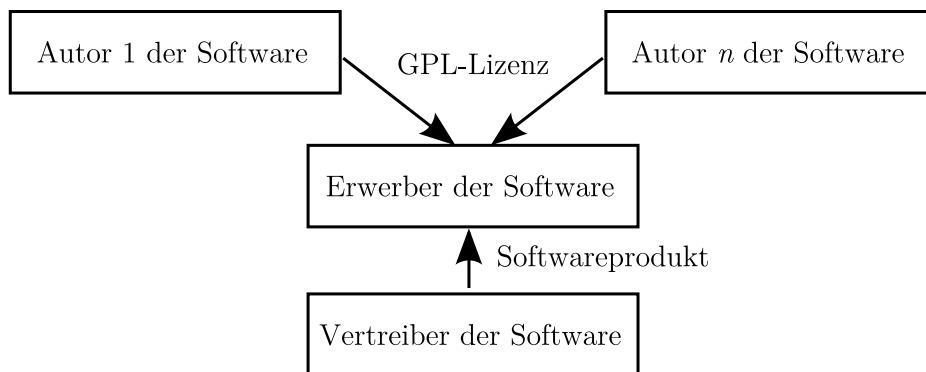 Autor 1 der Software
GPL-Lizenz
Autor n der Software
Erwerber der Software
Softwareprodukt
Vertreiber der Software